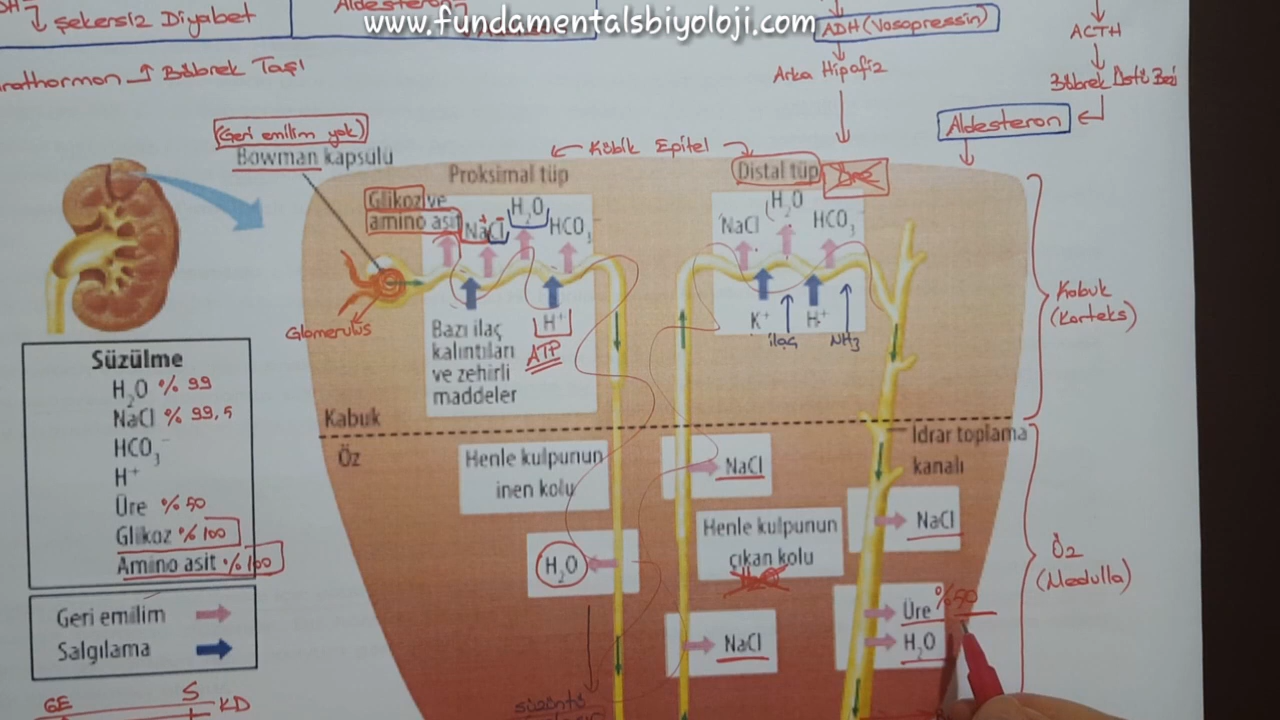 www.fundamentalsbiyoloji.com
↓ şekersiz Diyabet
ADH (Vasopressin)
ACTH
Arka Hipafiz
Böbrek Üstü Bezi
Aldesteron
↑ Böbrek Taşı
(Geri emilim yok)
Bowman kapsülü
Kübik Epitel
Proksimal tüp
Distal tüp
Glikoz ve
amino asit
NaCl
H₂O
HCO₃⁻
NaCl
H₂O
HCO₃⁻
Glomerulus
Bazı ilaç
kalıntıları
ve zehirli
maddeler
H⁺
ATP
K⁺
ilaç
H⁺
NH₃
Kabuk
(Korteks)
Süzülme
H₂O % 99
NaCl % 99,5
HCO₃⁻
H⁺
Üre % 50
Glikoz % 100
Amino asit % 100
Geri emilim
Salgılama
GE
S
KD
Kabuk
Öz
Henle kulpunun
inen kolu
H₂O
NaCl
Henle kulpunun
çıkan kolu
NaCl
İdrar toplama
kanalı
NaCl
Üre % 50
H₂O
Öz
(Medulla)
süzüntü